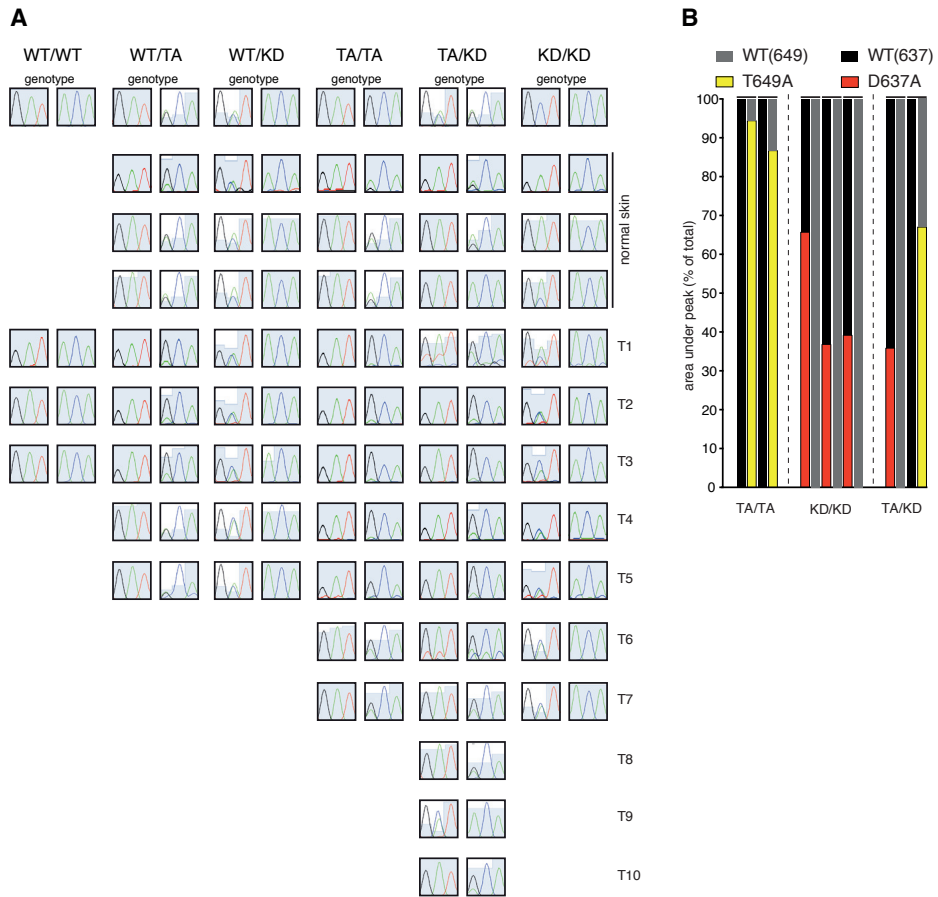 A
WT/WT WT/TA WT/KD TA/TA TA/KD KD/KD
genotype genotype genotype genotype genotype genotype
normal skin
T1
T2
T3
T4
T5
T6
T7
T8
T9
T10
B
WT(649) WT(637)
T649A D637A
area under peak (% of total)
100
90
80
70
60
50
40
30
20
10
0
TA/TA KD/KD TA/KD